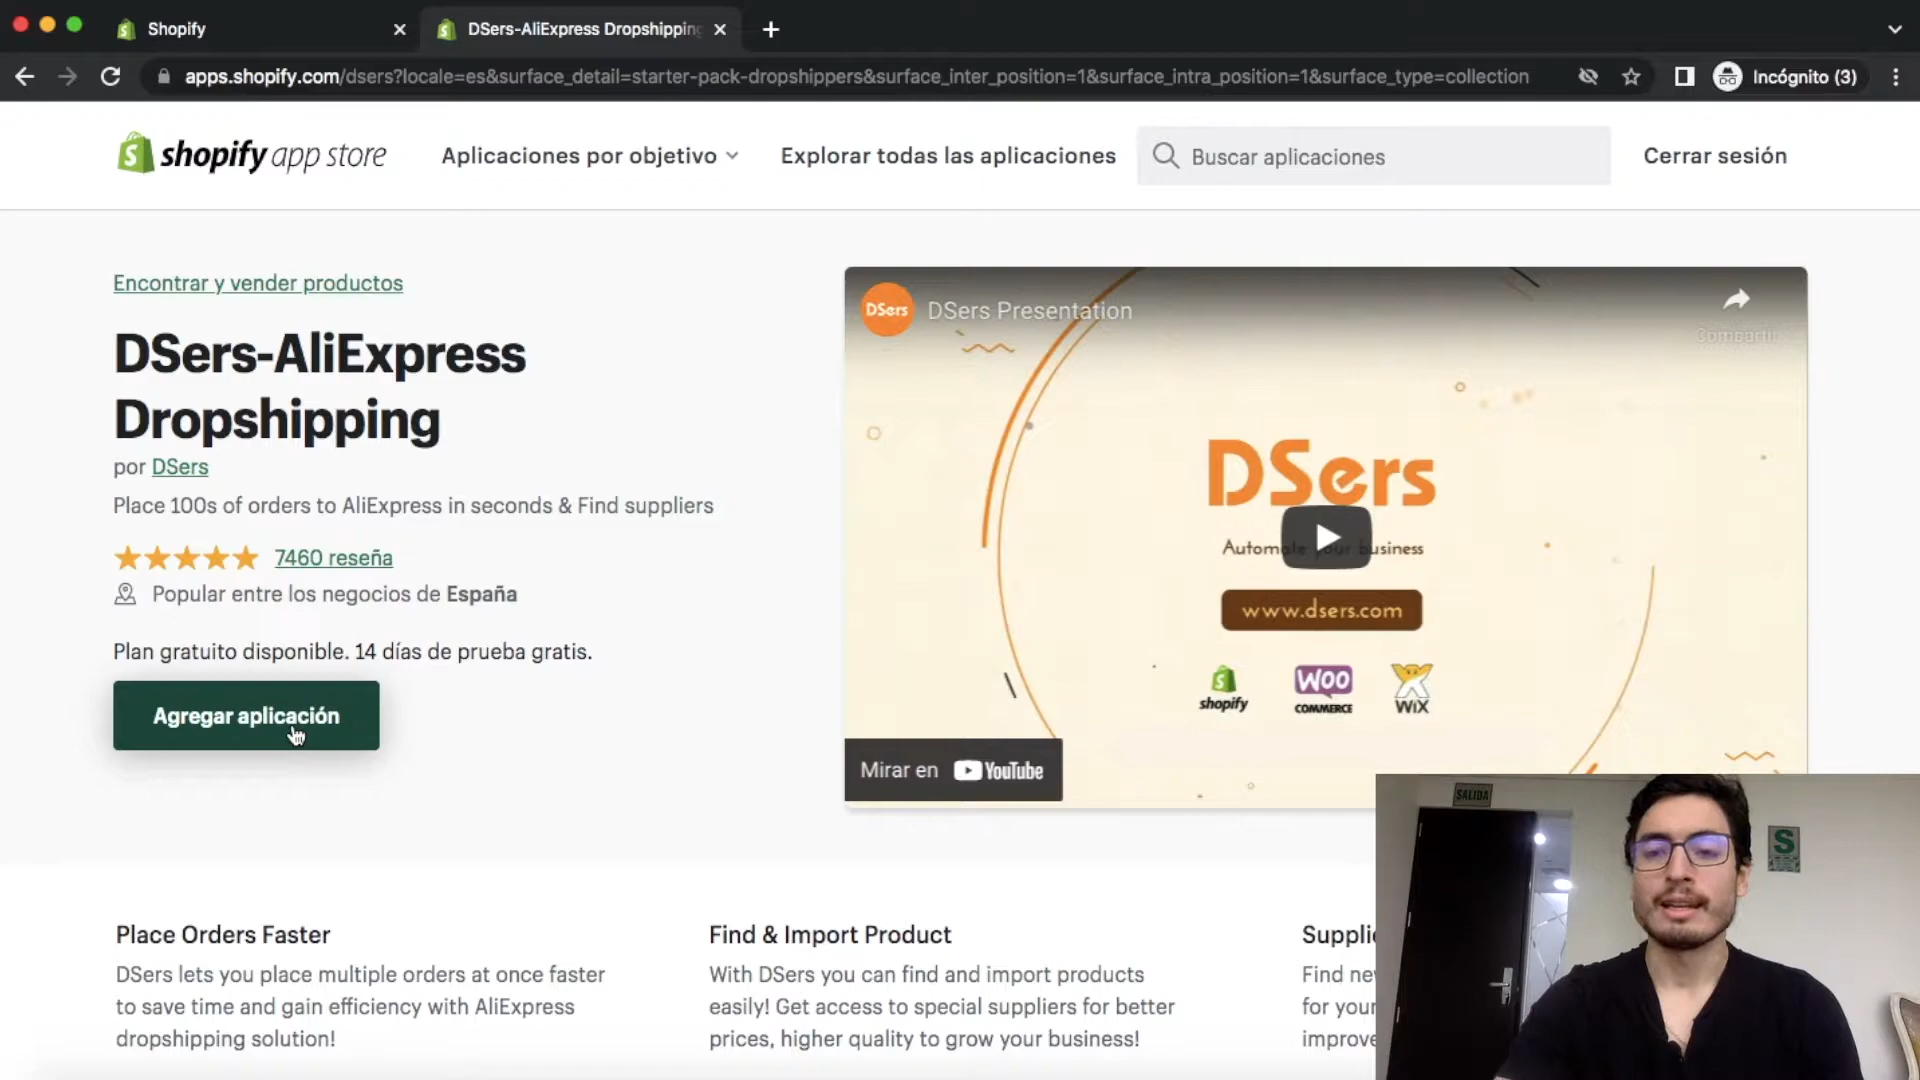 Shopify
DSers-AliExpress Dropshipping
apps.shopify.com/dsers?locale=es&surface_detail=starter-pack-dropshippers&surface_inter_position=1&surface_intra_position=1&surface_type=collection
Incógnito (3)
shopify app store
Aplicaciones por objetivo
Explorar todas las aplicaciones
Buscar aplicaciones
Cerrar sesión
Encontrar y vender productos
DSers-AliExpress
Dropshipping
por DSers
Place 100s of orders to AliExpress in seconds & Find suppliers
7460 reseña
Popular entre los negocios de España
Plan gratuito disponible. 14 días de prueba gratis.
Agregar aplicación
DSers
DSers Presentation
Compartir
DSers
Automate your business
www.dsers.com
shopify
WOO
COMMERCE
WiX
Mirar en YouTube
SALIDA
S
Place Orders Faster
DSers lets you place multiple orders at once faster
to save time and gain efficiency with AliExpress
dropshipping solution!
Find & Import Product
With DSers you can find and import products
easily! Get access to special suppliers for better
prices, higher quality to grow your business!
Supplie
Find ne
for your
improve